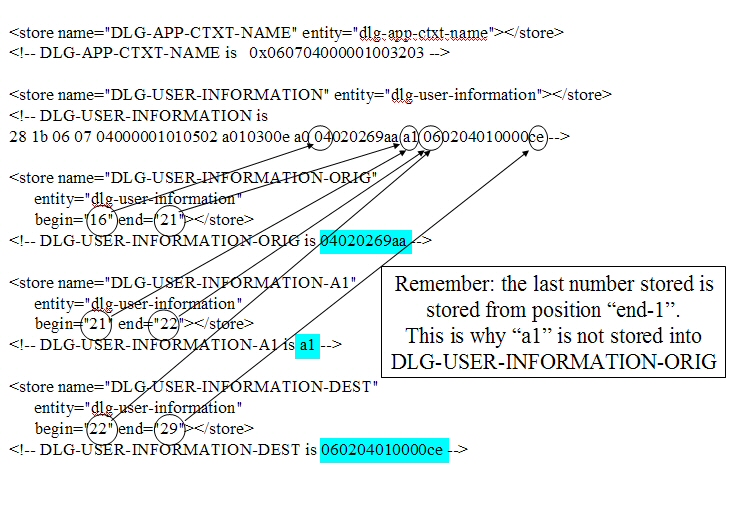 <store name="DLG-APP-CTXT-NAME" entity="dlg-app-ctxt-name"></store>
<!-- DLG-APP-CTXT-NAME is 0x060704000001003203 -->
<store name="DLG-USER-INFORMATION" entity="dlg-user-information"></store>
<!-- DLG-USER-INFORMATION is
28 1b 06 07 04000001010502 a010300e a0 04020269aa a1 060204010000ce -->
<store name="DLG-USER-INFORMATION-ORIG"
entity="dlg-user-information"
begin="16" end="21"></store>
<!-- DLG-USER-INFORMATION-ORIG is 04020269aa -->
<store name="DLG-USER-INFORMATION-A1"
entity="dlg-user-information"
begin="21" end="22"></store>
<!-- DLG-USER-INFORMATION-A1 is a1 -->
<store name="DLG-USER-INFORMATION-DEST"
entity="dlg-user-information"
begin="22" end="29"></store>
<!-- DLG-USER-INFORMATION-DEST is 060204010000ce -->
Remember: the last number stored is
stored from position “end-1”.
This is why “a1” is not stored into
DLG-USER-INFORMATION-ORIG